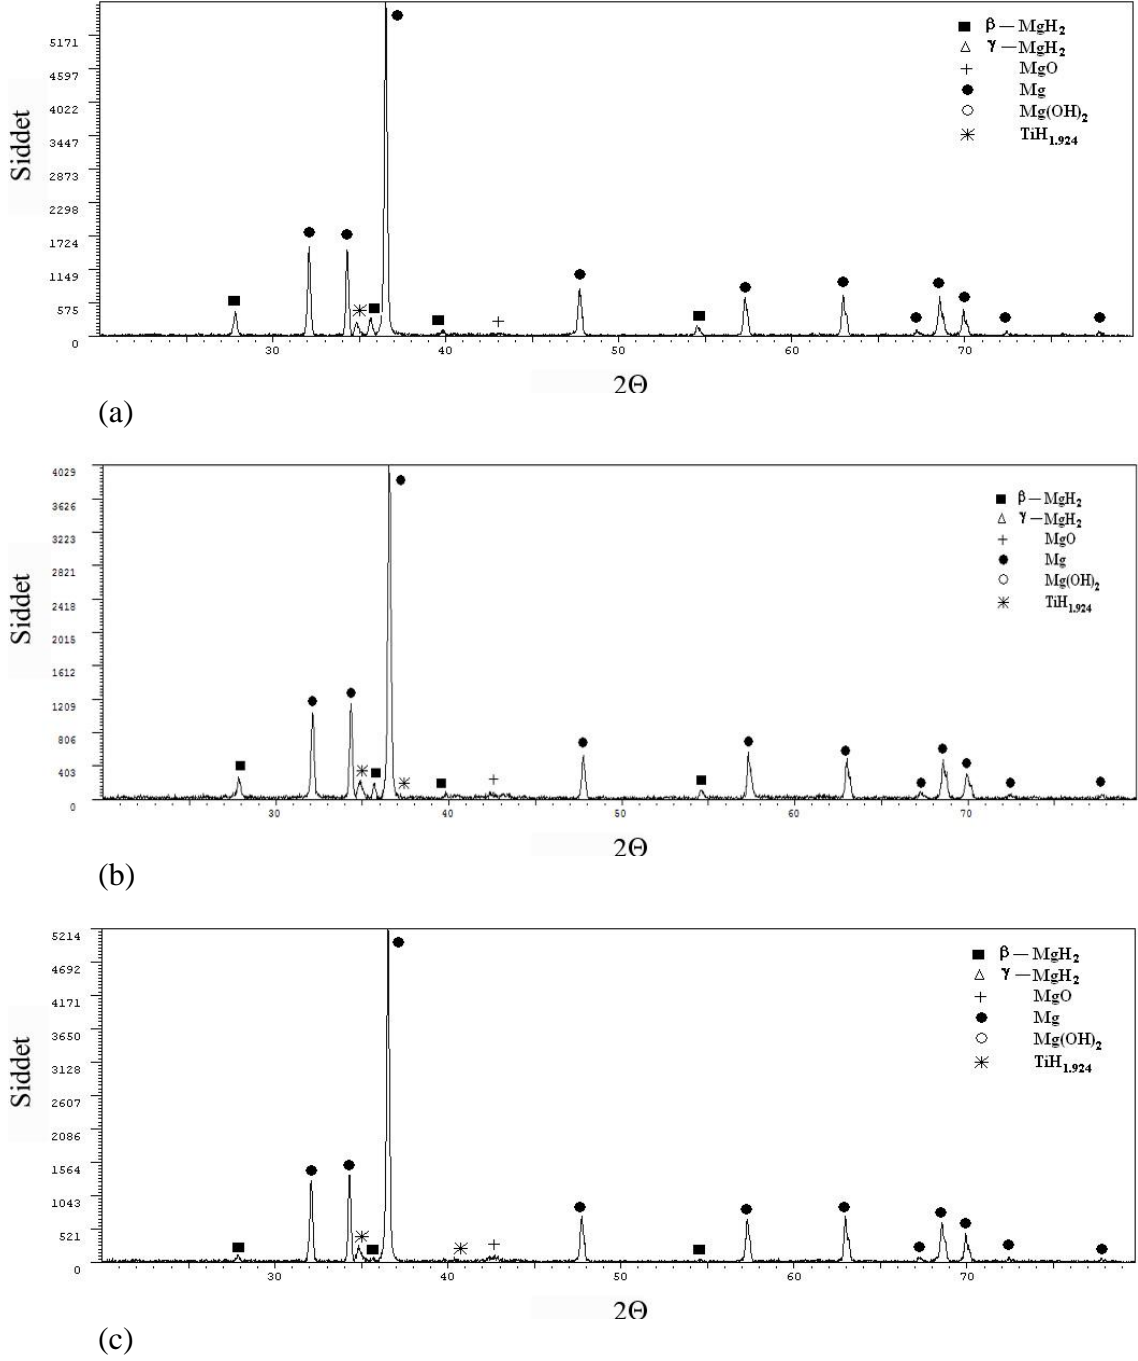 5171
4597
4022
3447
2873
2298
1724
1149
575
0
Siddet
β — MgH2
γ — MgH2
MgO
Mg
Mg(OH)2
TiH1.924
30 40 50 60 70
2Θ
(a)
4029
3626
3223
2821
2418
2015
1612
1209
806
403
0
Siddet
β — MgH2
γ — MgH2
MgO
Mg
Mg(OH)2
TiH1.924
30 40 50 60 70
2Θ
(b)
5214
4692
4171
3650
3128
2607
2086
1564
1043
521
0
Siddet
β — MgH2
γ — MgH2
MgO
Mg
Mg(OH)2
TiH1.924
30 40 50 60 70
2Θ
(c)